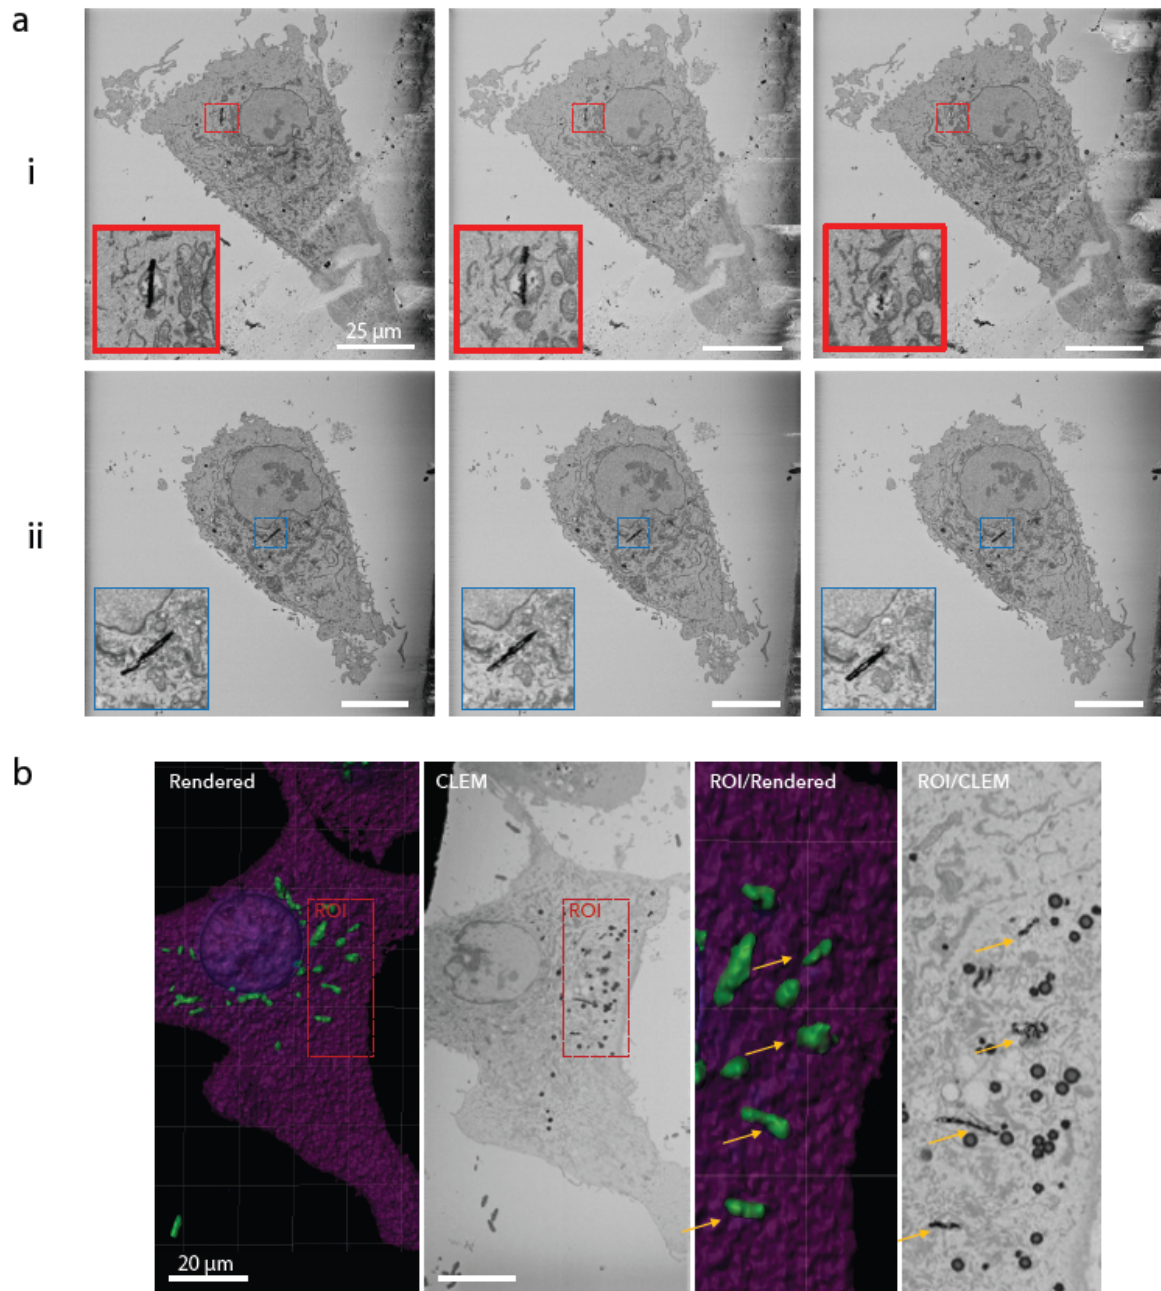 a
i
25 μm
ii
b
Rendered
CLEM
ROI/Rendered
ROI/CLEM
ROI
ROI
20 μm